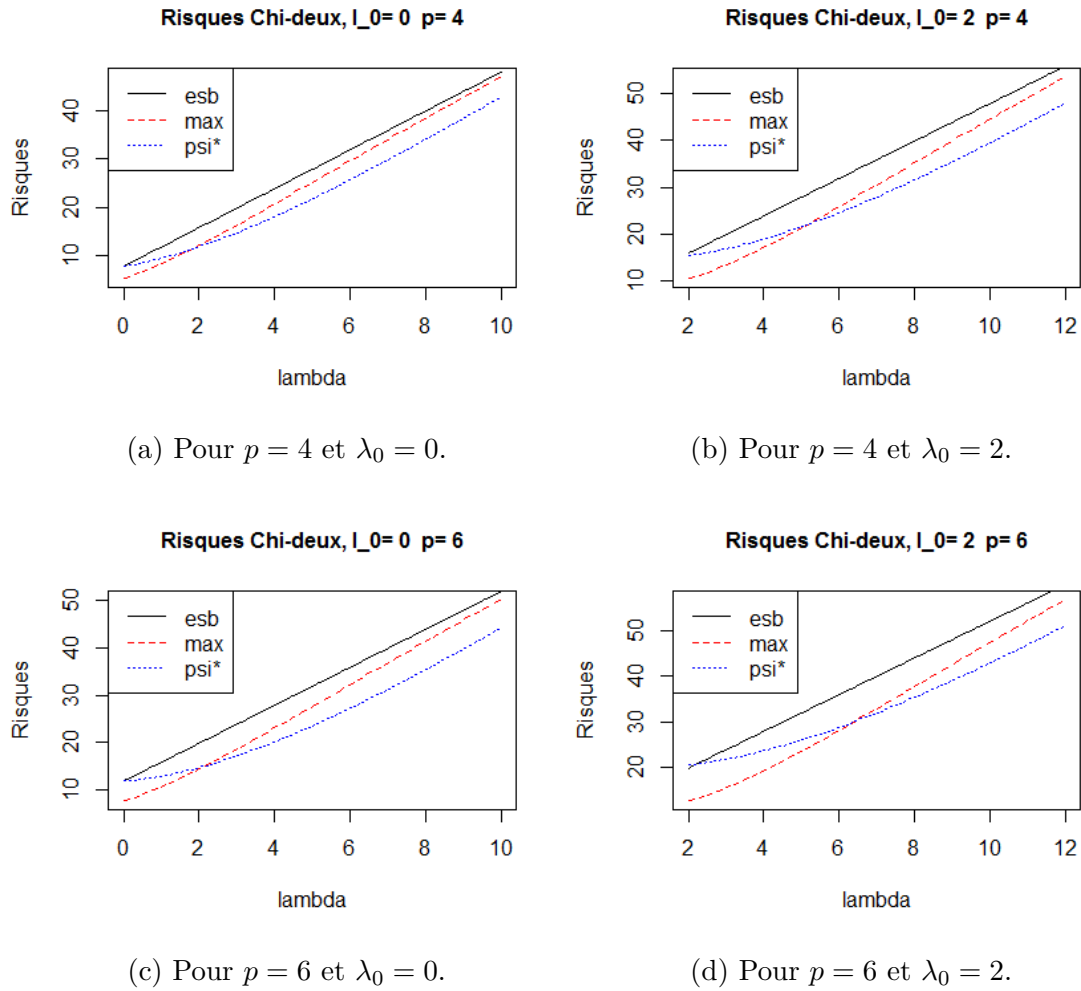 Risques Chi-deux, l_0= 0 p= 4
Risques
40
30
20
10
esb
max
psi*
0 2 4 6 8 10
lambda
(a) Pour p = 4 et λ₀ = 0.
Risques Chi-deux, l_0= 2 p= 4
Risques
50
40
30
20
10
esb
max
psi*
2 4 6 8 10 12
lambda
(b) Pour p = 4 et λ₀ = 2.
Risques Chi-deux, l_0= 0 p= 6
Risques
50
40
30
20
10
esb
max
psi*
0 2 4 6 8 10
lambda
(c) Pour p = 6 et λ₀ = 0.
Risques Chi-deux, l_0= 2 p= 6
Risques
50
40
30
20
esb
max
psi*
2 4 6 8 10 12
lambda
(d) Pour p = 6 et λ₀ = 2.